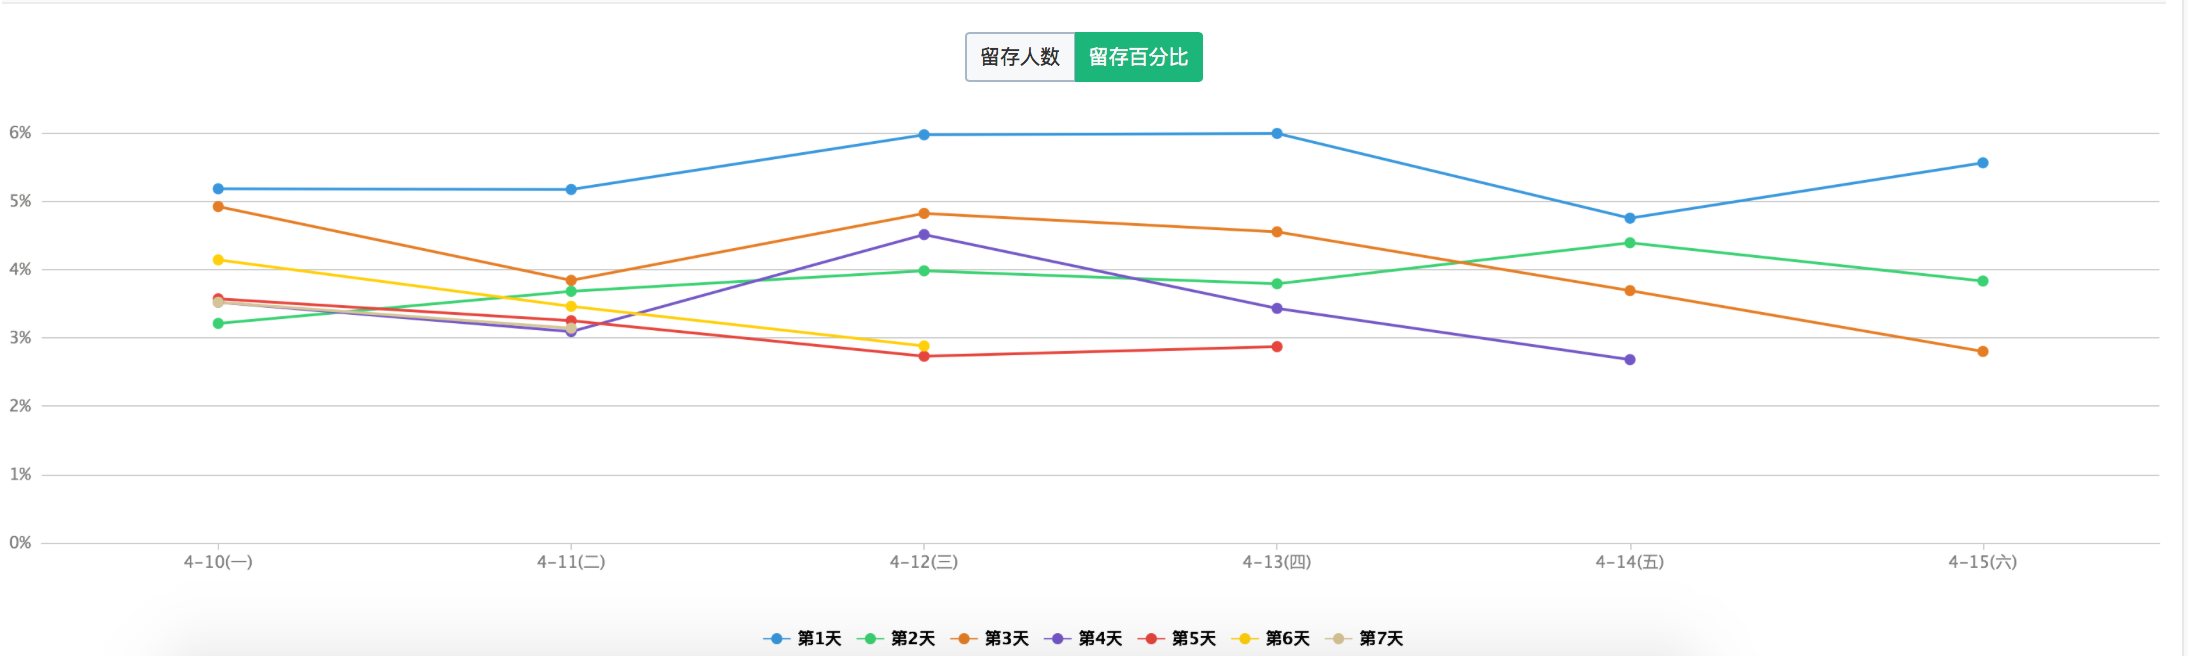 留存人数 留存百分比
6%
5%
4%
3%
2%
1%
0%
4-10(一) 4-11(二) 4-12(三) 4-13(四) 4-14(五) 4-15(六)
第1天 第2天 第3天 第4天 第5天 第6天 第7天